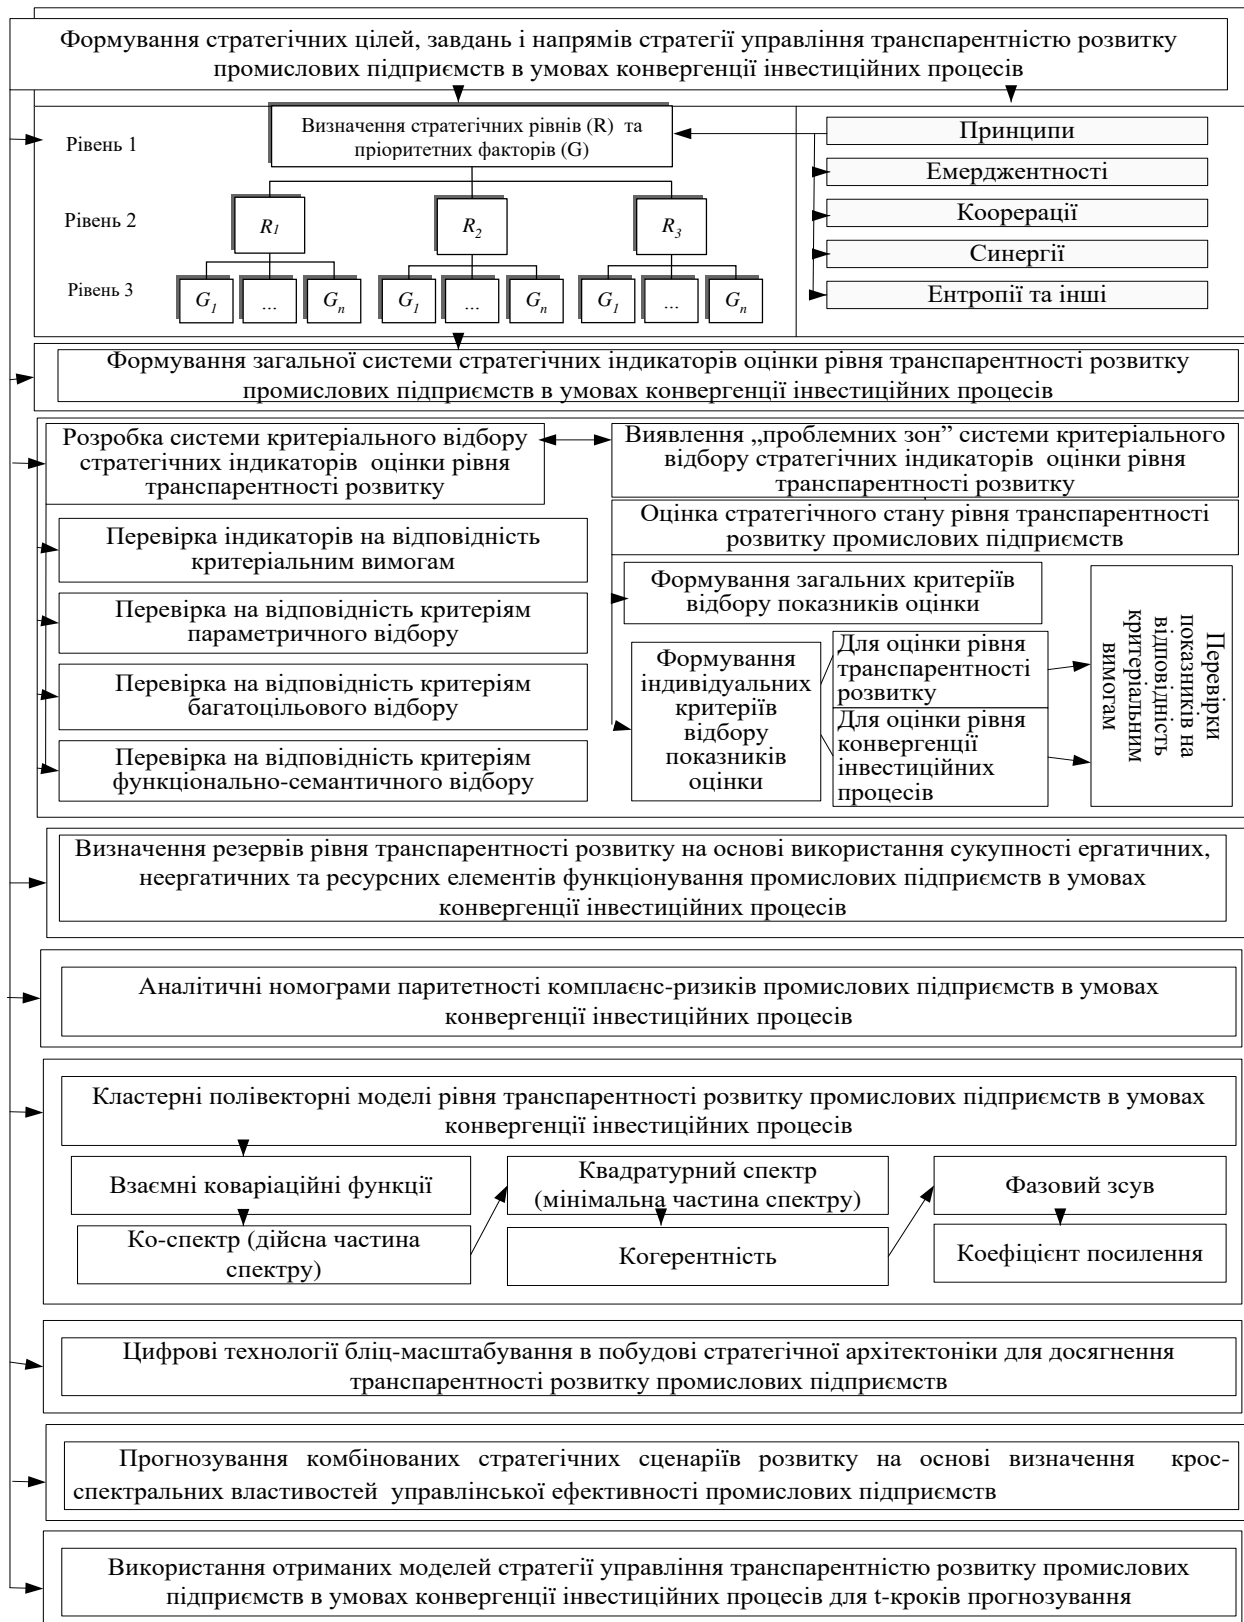 Формування стратегічних цілей, завдань і напрямів стратегії управління транспарентністю розвитку
промислових підприємств в умовах конвергенції інвестиційних процесів
Рівень 1
Визначення стратегічних рівнів (R) та
пріоритетних факторів (G)
Рівень 2
R1
R2
R3
Рівень 3
G1
...
Gn
G1
...
Gn
G1
...
Gn
Принципи
Емерджентності
Коорерації
Синергії
Ентропії та інші
Формування загальної системи стратегічних індикаторів оцінки рівня транспарентності розвитку
промислових підприємств в умовах конвергенції інвестиційних процесів
Розробка системи критеріального відбору
стратегічних індикаторів оцінки рівня
транспарентності розвитку
Перевірка індикаторів на відповідність
критеріальним вимогам
Перевірка на відповідність критеріям
параметричного відбору
Перевірка на відповідність критеріям
багатоцільового відбору
Перевірка на відповідність критеріям
функціонально-семантичного відбору
Виявлення „проблемних зон” системи критеріального
відбору стратегічних індикаторів оцінки рівня
транспарентності розвитку
Оцінка стратегічного стану рівня транспарентності
розвитку промислових підприємств
Формування загальних критеріїв
відбору показників оцінки
Формування
індивідуальних
критеріїв
відбору
показників
оцінки
Для оцінки рівня
транспарентності
розвитку
Для оцінки рівня
конвергенції
інвестиційних
процесів
Перевірки
показників на
відповідність
критеріальним
вимогам
Визначення резервів рівня транспарентності розвитку на основі використання сукупності ергатичних,
неергатичних та ресурсних елементів функціонування промислових підприємств в умовах
конвергенції інвестиційних процесів
Аналітичні номограми паритетності комплаєнс-ризиків промислових підприємств в умовах
конвергенції інвестиційних процесів
Кластерні полівекторні моделі рівня транспарентності розвитку промислових підприємств в умовах
конвергенції інвестиційних процесів
Взаємні коваріаційні функції
Ко-спектр (дійсна частина
спектру)
Квадратурний спектр
(мінімальна частина спектру)
Когерентність
Фазовий зсув
Коефіцієнт посилення
Цифрові технології бліц-масштабування в побудові стратегічної архітектоніки для досягнення
транспарентності розвитку промислових підприємств
Прогнозування комбінованих стратегічних сценаріїв розвитку на основі визначення крос-
спектральних властивостей управлінської ефективності промислових підприємств
Використання отриманих моделей стратегії управління транспарентністю розвитку промислових
підприємств в умовах конвергенції інвестиційних процесів для t-кроків прогнозування